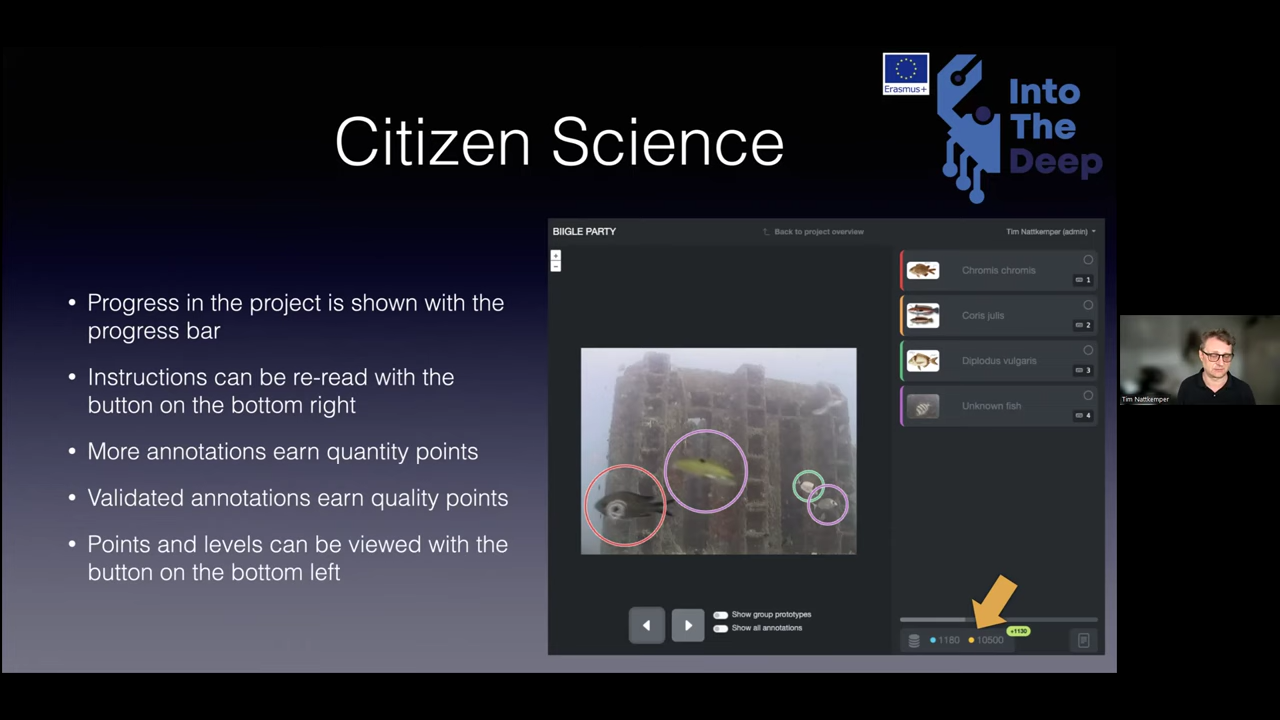 Erasmus+
Into
The
Deep
Citizen Science
• Progress in the project is shown with the
progress bar
• Instructions can be re-read with the
button on the bottom right
• More annotations earn quantity points
• Validated annotations earn quality points
• Points and levels can be viewed with the
button on the bottom left
BIIGLE PARTY
Back to project overview
Tim Nattkemper (admin)
+
−
Chromis chromis
1
Coris julis
2
Diplodus vulgaris
3
Unknown fish
4
Show group prototypes
Show all annotations
+1130
1180
10500
Tim Nattkemper